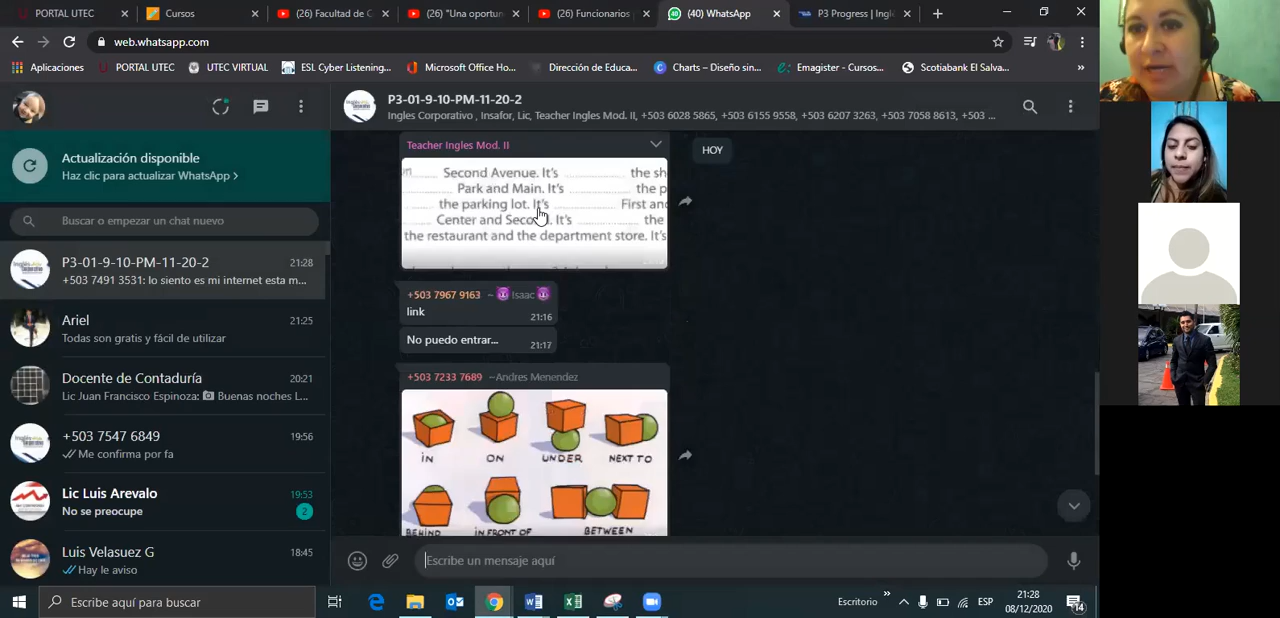 PORTAL UTEC
Cursos
(26) Facultad de C
(26) "Una oportun
(26) Funcionarios
(40) WhatsApp
P3 Progress | Inglé
web.whatsapp.com
Aplicaciones
PORTAL UTEC
UTEC VIRTUAL
ESL Cyber Listening...
Microsoft Office Ho...
Dirección de Educa...
Charts – Diseño sin...
Emagister - Cursos...
Scotiabank El Salva...
»
P3-01-9-10-PM-11-20-2
Ingles Corporativo , Insafor, Lic, Teacher Ingles Mod. II, +503 6028 5865, +503 6155 9558, +503 6207 3263, +503 7058 8613, +503 ...
Actualización disponible
Haz clic para actualizar WhatsApp >
Buscar o empezar un chat nuevo
P3-01-9-10-PM-11-20-2 21:28
+503 7491 3531: lo siento es mi internet esta m...
Ariel 21:25
Todas son gratis y fácil de utilizar
Docente de Contaduría 20:21
Lic Juan Francisco Espinoza: Buenas noches L...
+503 7547 6849 19:56
Me confirma por fa
Lic Luis Arevalo 19:53
No se preocupe 2
Luis Velasuez G 18:45
Hay le aviso
HOY
Teacher Ingles Mod. II
Second Avenue. It's the sh
Park and Main. It's the p
the parking lot. It's First an
Center and Second. It's the
the restaurant and the department store. It's
+503 7967 9163 ~ 😈 Isaac 😈
link 21:16
No puedo entrar... 21:17
+503 7233 7689 ~Andres Menendez
IN ON UNDER NEXT TO
BEHIND IN FRONT OF BETWEEN
Escribe un mensaje aquí
Escribe aquí para buscar
Escritorio » ESP 21:28
08/12/2020 14